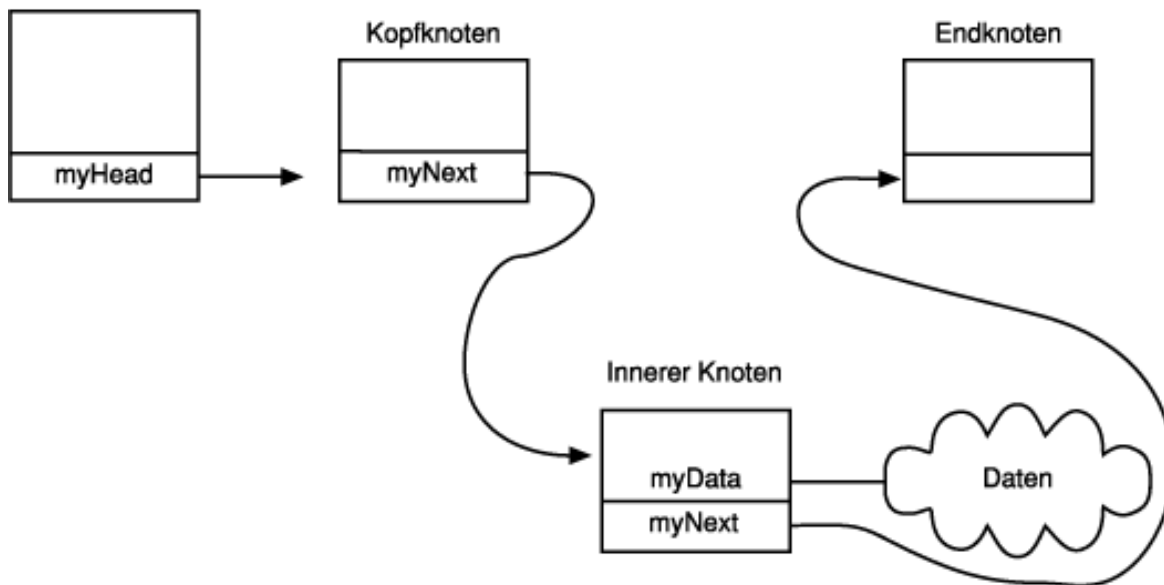 Kopfknoten
Endknoten
myHead
myNext
Innerer Knoten
myData
Daten
myNext